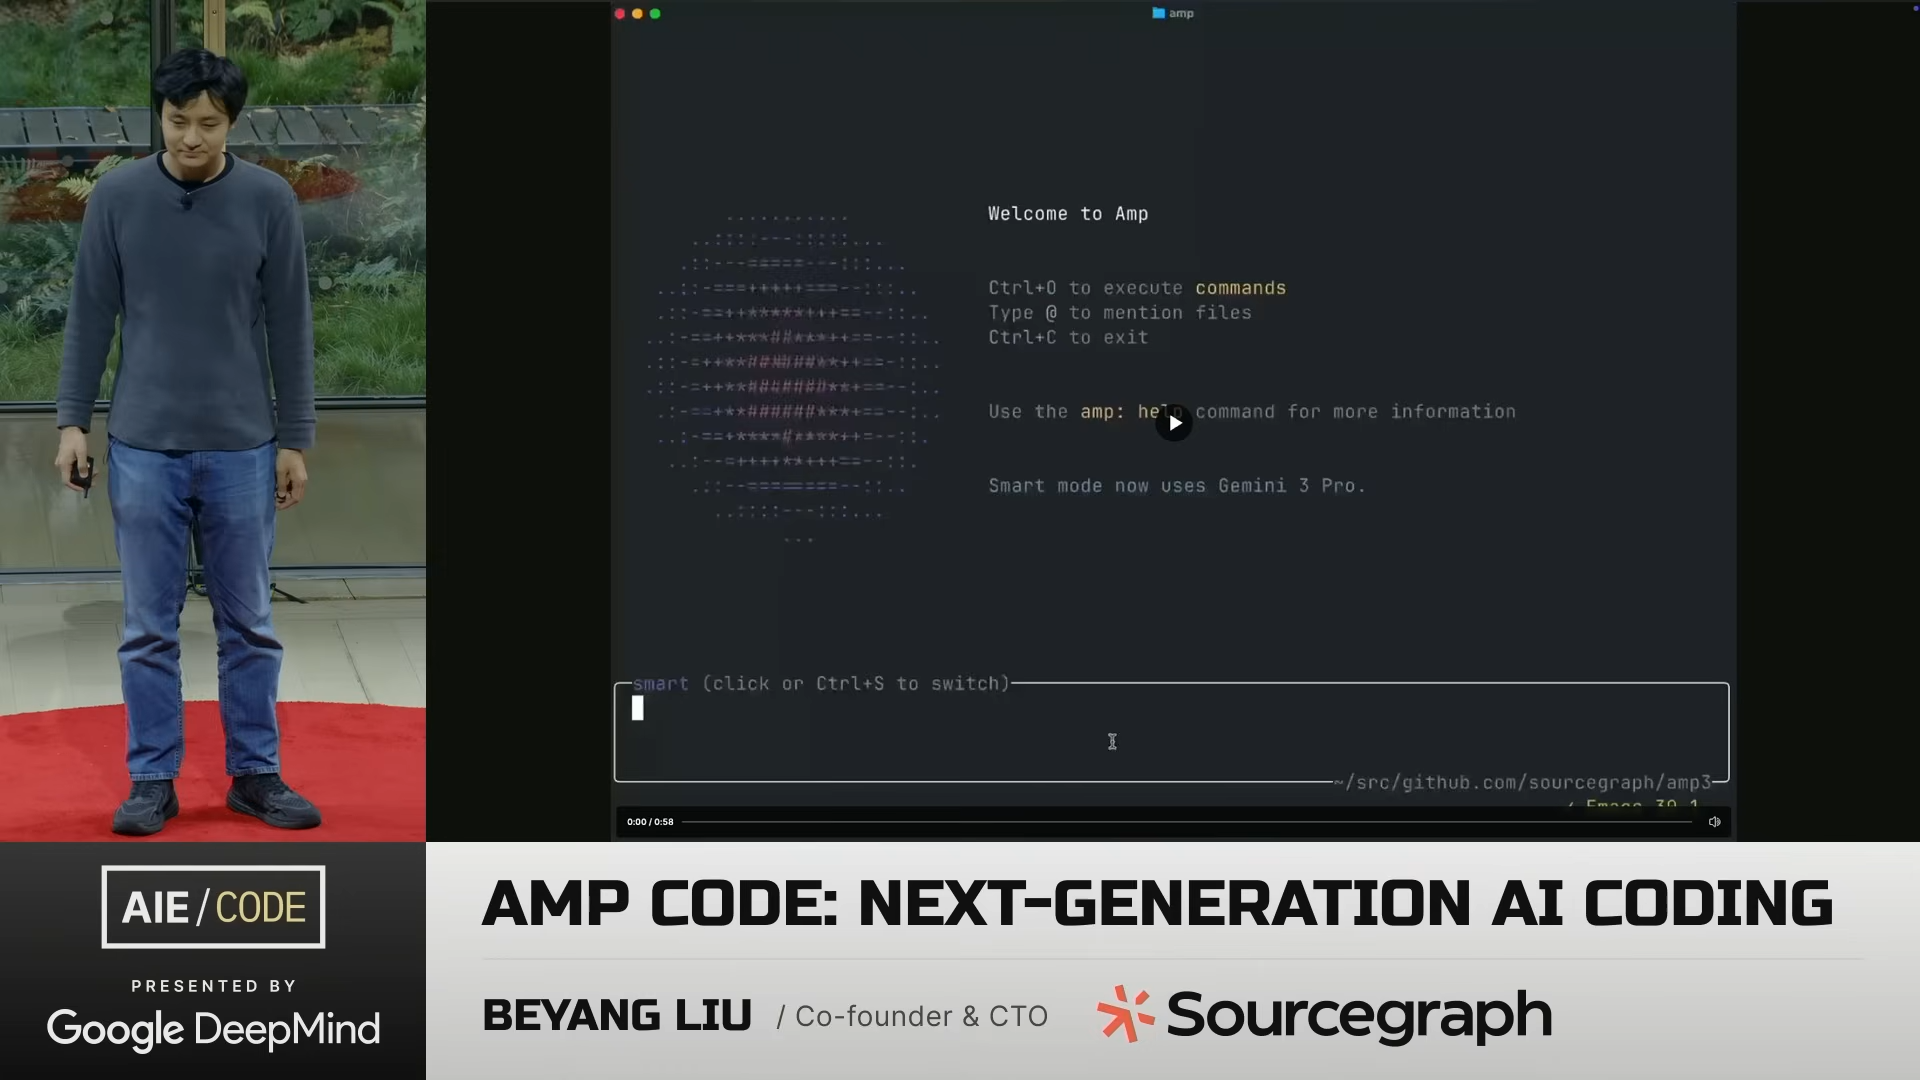 amp
Welcome to Amp
Ctrl+O to execute commands
Type @ to mention files
Ctrl+C to exit
Use the amp: help command for more information
Smart mode now uses Gemini 3 Pro.
smart (click or Ctrl+S to switch)
~/src/github.com/sourcegraph/amp3
0:00 / 0:58
AIE/CODE
PRESENTED BY
Google DeepMind
AMP CODE: NEXT-GENERATION AI CODING
BEYANG LIU / Co-founder & CTO
Sourcegraph